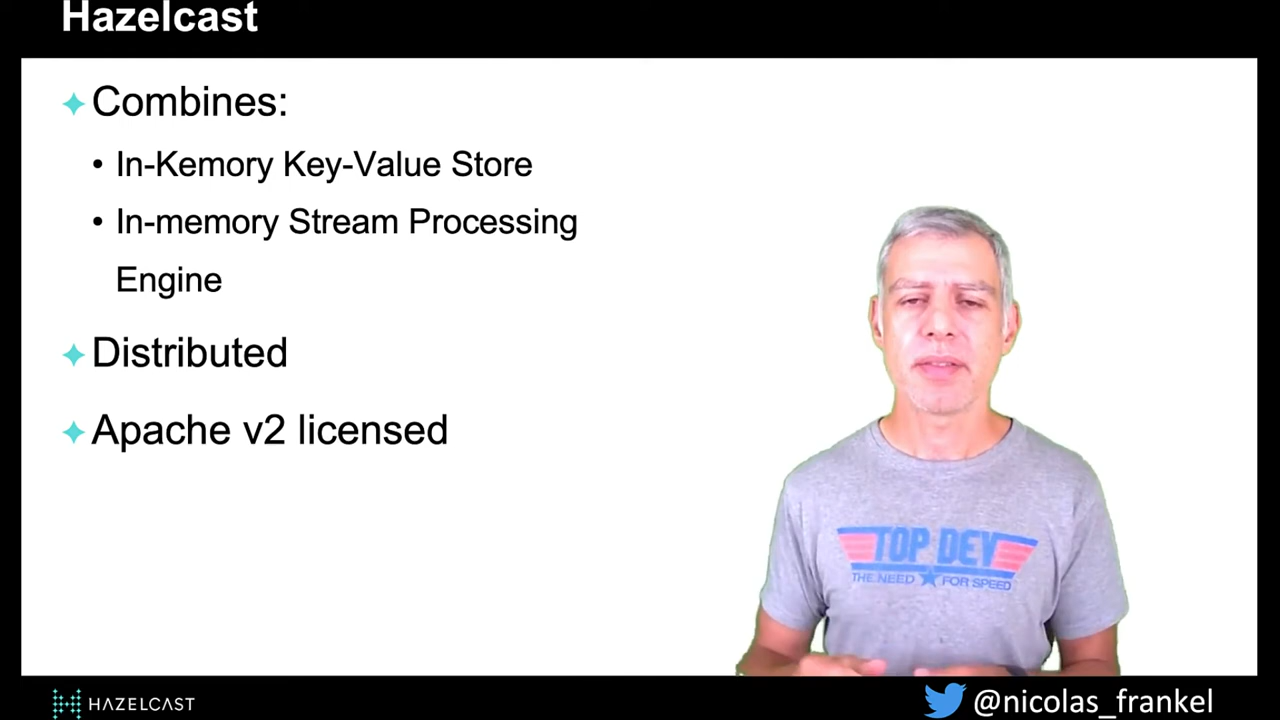 Hazelcast
Combines:
• In-Kemory Key-Value Store
• In-memory Stream Processing
Engine
Distributed
Apache v2 licensed
TOP DEV
THE NEED FOR SPEED
HAZELCAST
@nicolas_frankel